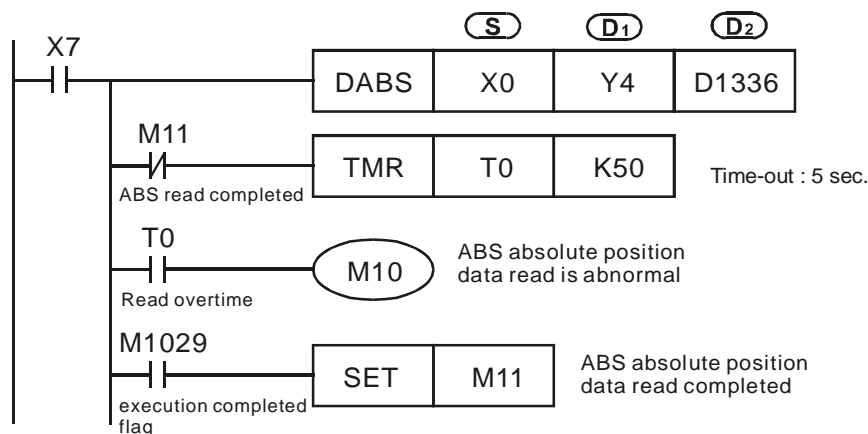 S D1 D2
X7
DABS X0 Y4 D1336
M11
TMR T0 K50 Time-out : 5 sec.
ABS read completed
T0
M10
ABS absolute position
data read is abnormal
Read overtime
M1029
SET M11
ABS absolute position
data read completed
execution completed
flag